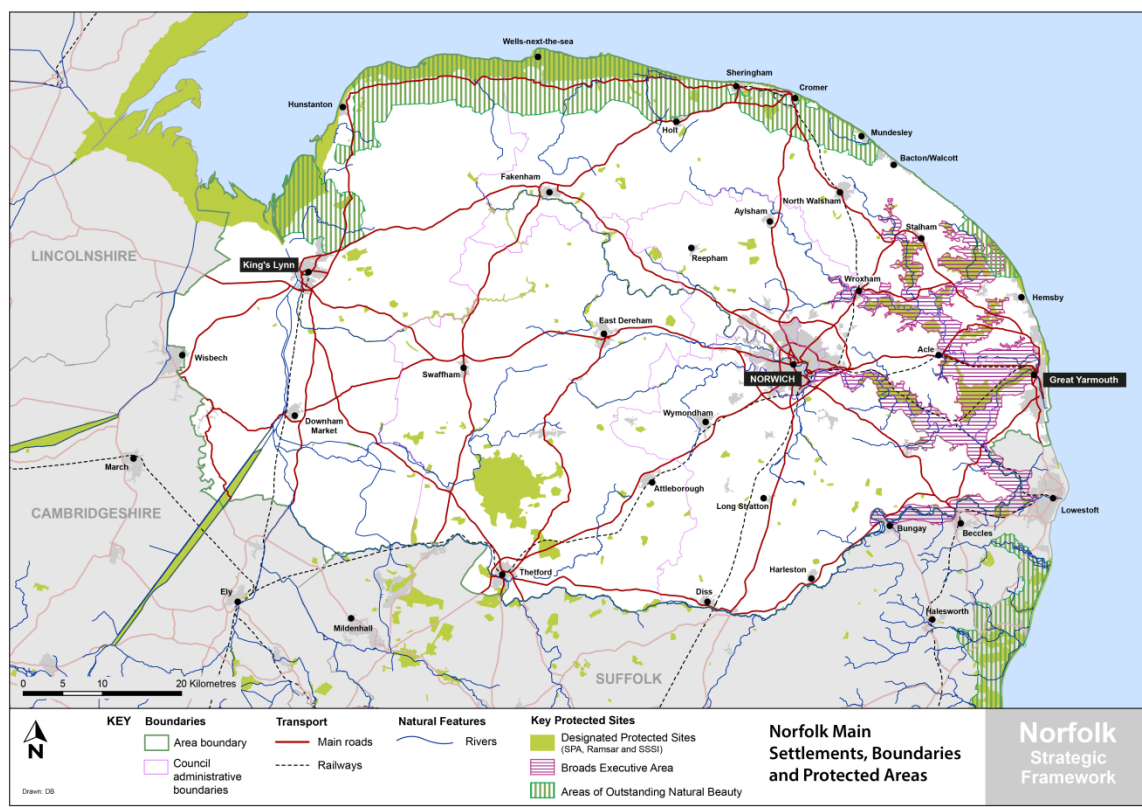 Wells-next-the-sea
Sheringham
Cromer
Hunstanton
Holt
Mundesley
Bacton/Walcott
Fakenham
North Walsham
Aylsham
Stalham
LINCOLNSHIRE
King's Lynn
Reepham
Wroxham
Hemsby
East Dereham
Wisbech
Acle
Swaffham
NORWICH
Great Yarmouth
Downham
Market
Wymondham
March
Attleborough
Long Stratton
Lowestoft
CAMBRIDGESHIRE
Bungay
Beccles
Thetford
Harleston
Ely
Diss
Mildenhall
Halesworth
SUFFOLK
0 5 10 20 Kilometres
N
Drawn: DB
KEY
Boundaries
Area boundary
Council
administrative
boundaries
Transport
Main roads
Railways
Natural Features
Rivers
Key Protected Sites
Designated Protected Sites
(SPA, Ramsar and SSSI)
Broads Executive Area
Areas of Outstanding Natural Beauty
Norfolk Main
Settlements, Boundaries
and Protected Areas
Norfolk
Strategic
Framework